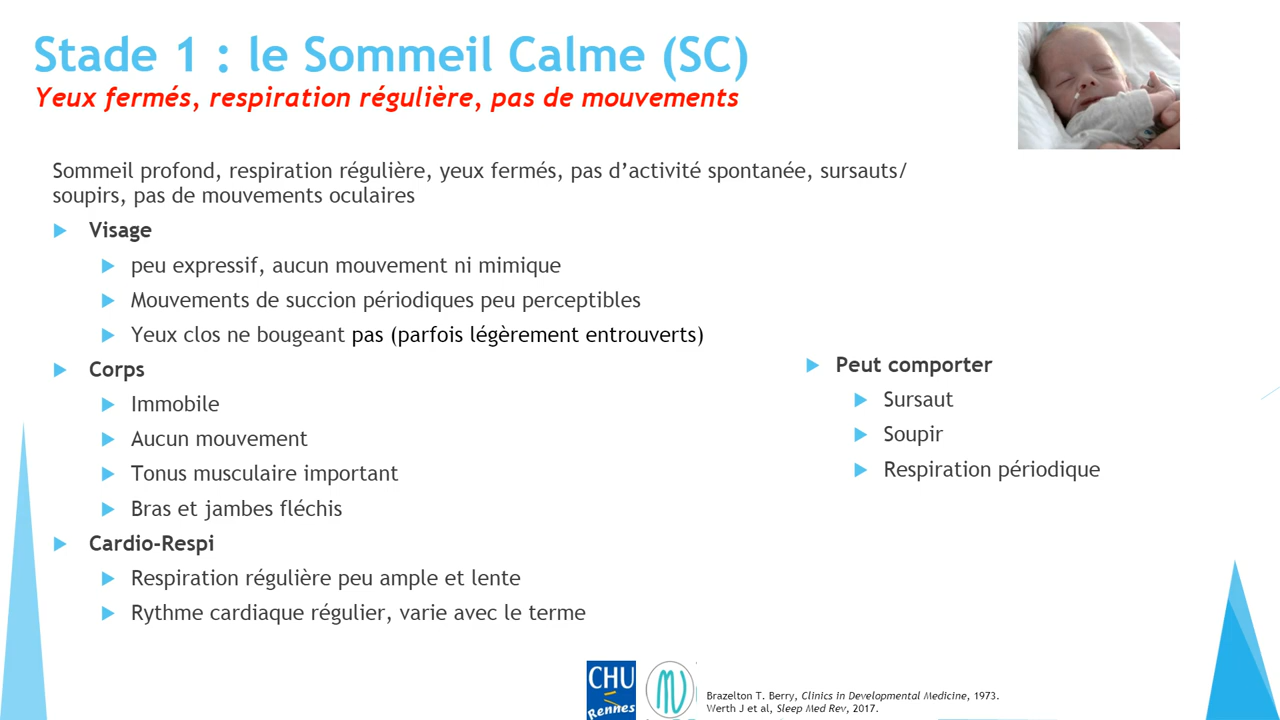 Stade 1 : le Sommeil Calme (SC)
Yeux fermés, respiration régulière, pas de mouvements
Sommeil profond, respiration régulière, yeux fermés, pas d’activité spontanée, sursauts/
soupirs, pas de mouvements oculaires
Visage
peu expressif, aucun mouvement ni mimique
Mouvements de succion périodiques peu perceptibles
Yeux clos ne bougeant pas (parfois légèrement entrouverts)
Corps
Immobile
Aucun mouvement
Tonus musculaire important
Bras et jambes fléchis
Cardio-Respi
Respiration régulière peu ample et lente
Rythme cardiaque régulier, varie avec le terme
Peut comporter
Sursaut
Soupir
Respiration périodique
CHU
Rennes
Brazelton T. Berry, Clinics in Developmental Medicine, 1973.
Werth J et al, Sleep Med Rev, 2017.